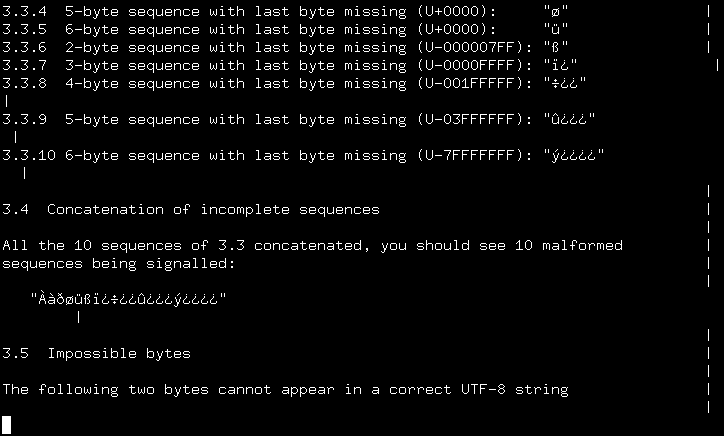 3.3.4  5-byte sequence with last byte missing (U+0000):     "ø"                |
3.3.5  6-byte sequence with last byte missing (U+0000):     "ü"                |
3.3.6  2-byte sequence with last byte missing (U-000007FF): "ß"                |
3.3.7  3-byte sequence with last byte missing (U-0000FFFF): "ï¿"                |
3.3.8  4-byte sequence with last byte missing (U-001FFFFF): "÷¿¿"
|
3.3.9  5-byte sequence with last byte missing (U-03FFFFFF): "û¿¿¿"
 |
3.3.10 6-byte sequence with last byte missing (U-7FFFFFFF): "ý¿¿¿¿"
  |
|
3.4  Concatenation of incomplete sequences                                     |
|
All the 10 sequences of 3.3 concatenated, you should see 10 malformed          |
sequences being signalled:                                                     |
|
   "Ààðøüßï¿÷¿¿û¿¿¿ý¿¿¿¿"
        |
|
3.5  Impossible bytes                                                          |
|
The following two bytes cannot appear in a correct UTF-8 string                |
|